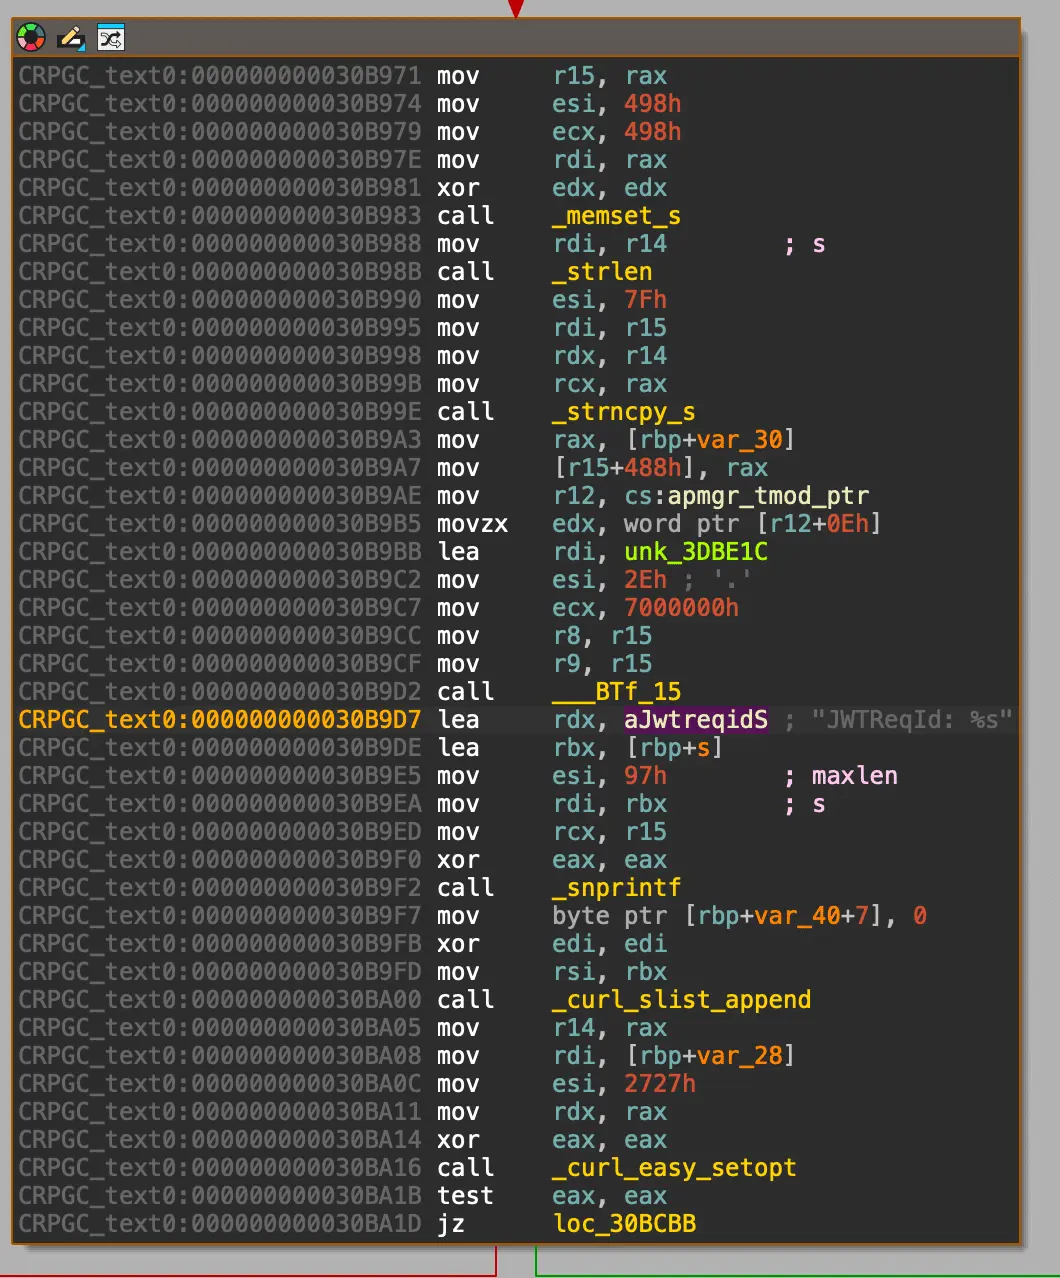 CRPGC_text0:000000000030B971 mov r15, rax
CRPGC_text0:000000000030B974 mov esi, 498h
CRPGC_text0:000000000030B979 mov ecx, 498h
CRPGC_text0:000000000030B97E mov rdi, rax
CRPGC_text0:000000000030B981 xor edx, edx
CRPGC_text0:000000000030B983 call _memset_s
CRPGC_text0:000000000030B988 mov rdi, r14 ; s
CRPGC_text0:000000000030B98B call _strlen
CRPGC_text0:000000000030B990 mov esi, 7Fh
CRPGC_text0:000000000030B995 mov rdi, r15
CRPGC_text0:000000000030B998 mov rdx, r14
CRPGC_text0:000000000030B99B mov rcx, rax
CRPGC_text0:000000000030B99E call _strncpy_s
CRPGC_text0:000000000030B9A3 mov rax, [rbp+var_30]
CRPGC_text0:000000000030B9A7 mov [r15+488h], rax
CRPGC_text0:000000000030B9AE mov r12, cs:apmgr_tmod_ptr
CRPGC_text0:000000000030B9B5 movzx edx, word ptr [r12+0Eh]
CRPGC_text0:000000000030B9BB lea rdi, unk_3DBE1C
CRPGC_text0:000000000030B9C2 mov esi, 2Eh ; '.'
CRPGC_text0:000000000030B9C7 mov ecx, 7000000h
CRPGC_text0:000000000030B9CC mov r8, r15
CRPGC_text0:000000000030B9CF mov r9, r15
CRPGC_text0:000000000030B9D2 call ___BTf_15
CRPGC_text0:000000000030B9D7 lea rdx, aJwtreqidS ; "JWTReqId: %s"
CRPGC_text0:000000000030B9DE lea rbx, [rbp+s]
CRPGC_text0:000000000030B9E5 mov esi, 97h ; maxlen
CRPGC_text0:000000000030B9EA mov rdi, rbx ; s
CRPGC_text0:000000000030B9ED mov rcx, r15
CRPGC_text0:000000000030B9F0 xor eax, eax
CRPGC_text0:000000000030B9F2 call _snprintf
CRPGC_text0:000000000030B9F7 mov byte ptr [rbp+var_40+7], 0
CRPGC_text0:000000000030B9FB xor edi, edi
CRPGC_text0:000000000030B9FD mov rsi, rbx
CRPGC_text0:000000000030BA00 call _curl_slist_append
CRPGC_text0:000000000030BA05 mov r14, rax
CRPGC_text0:000000000030BA08 mov rdi, [rbp+var_28]
CRPGC_text0:000000000030BA0C mov esi, 2727h
CRPGC_text0:000000000030BA11 mov rdx, rax
CRPGC_text0:000000000030BA14 xor eax, eax
CRPGC_text0:000000000030BA16 call _curl_easy_setopt
CRPGC_text0:000000000030BA1B test eax, eax
CRPGC_text0:000000000030BA1D jz loc_30BCBB